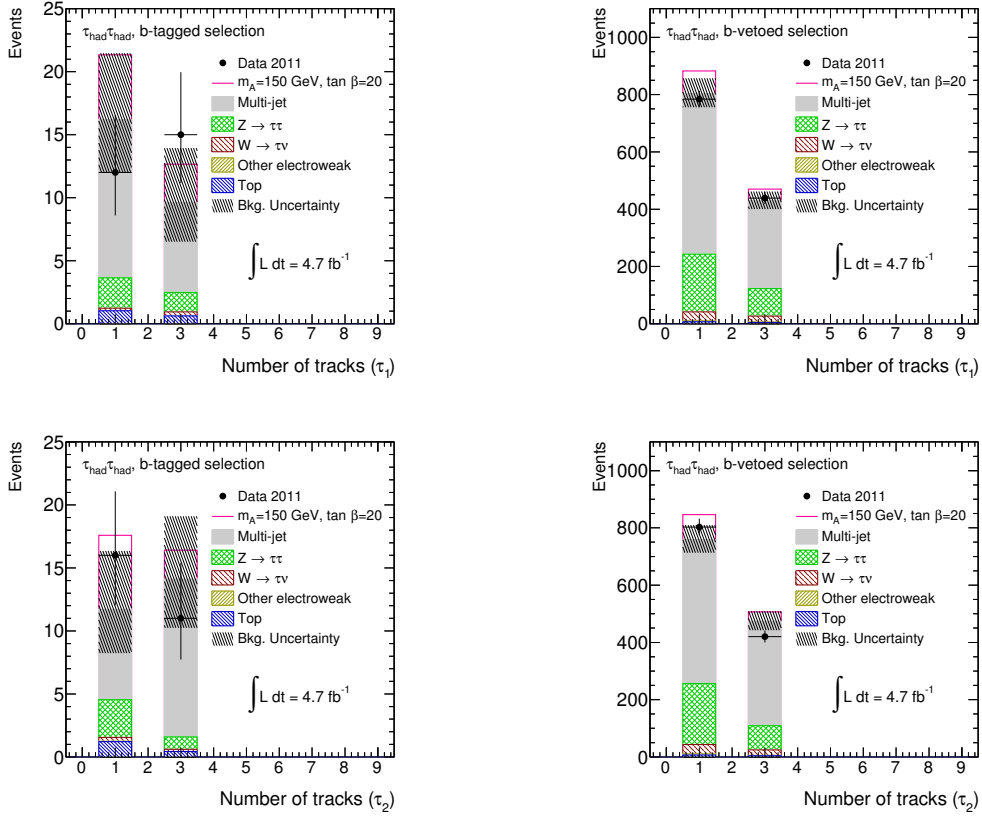 Events
25
20
15
10
5
0
τhadτhad, b-tagged selection
Data 2011
mA=150 GeV, tan β=20
Multi-jet
Z → ττ
W → τν
Other electroweak
Top
Bkg. Uncertainty
∫ L dt = 4.7 fb⁻¹
0 1 2 3 4 5 6 7 8 9
Number of tracks (τ1)
Events
1000
800
600
400
200
0
τhadτhad, b-vetoed selection
Data 2011
mA=150 GeV, tan β=20
Multi-jet
Z → ττ
W → τν
Other electroweak
Top
Bkg. Uncertainty
∫ L dt = 4.7 fb⁻¹
0 1 2 3 4 5 6 7 8 9
Number of tracks (τ1)
Events
25
20
15
10
5
0
τhadτhad, b-tagged selection
Data 2011
mA=150 GeV, tan β=20
Multi-jet
Z → ττ
W → τν
Other electroweak
Top
Bkg. Uncertainty
∫ L dt = 4.7 fb⁻¹
0 1 2 3 4 5 6 7 8 9
Number of tracks (τ2)
Events
1000
800
600
400
200
0
τhadτhad, b-vetoed selection
Data 2011
mA=150 GeV, tan β=20
Multi-jet
Z → ττ
W → τν
Other electroweak
Top
Bkg. Uncertainty
∫ L dt = 4.7 fb⁻¹
0 1 2 3 4 5 6 7 8 9
Number of tracks (τ2)